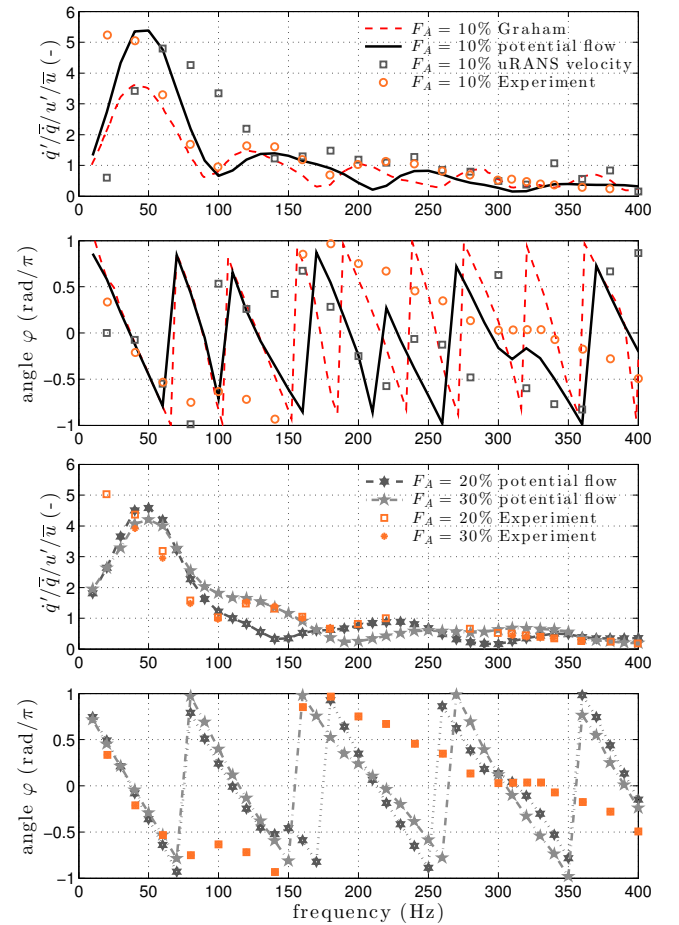 6
5
4
3
2
1
0
q̇′/q̇̅/u′/u̅ (-)
F_A = 10% Graham
F_A = 10% potential flow
F_A = 10% uRANS velocity
F_A = 10% Experiment
0 50 100 150 200 250 300 350 400
1
0.5
0
−0.5
−1
angle φ (rad/π)
0 50 100 150 200 250 300 350 400
6
5
4
3
2
1
0
q̇′/q̇̅/u′/u̅ (-)
F_A = 20% potential flow
F_A = 30% potential flow
F_A = 20% Experiment
F_A = 30% Experiment
0 50 100 150 200 250 300 350 400
1
0.5
0
−0.5
−1
angle φ (rad/π)
0 50 100 150 200 250 300 350 400
frequency (Hz)